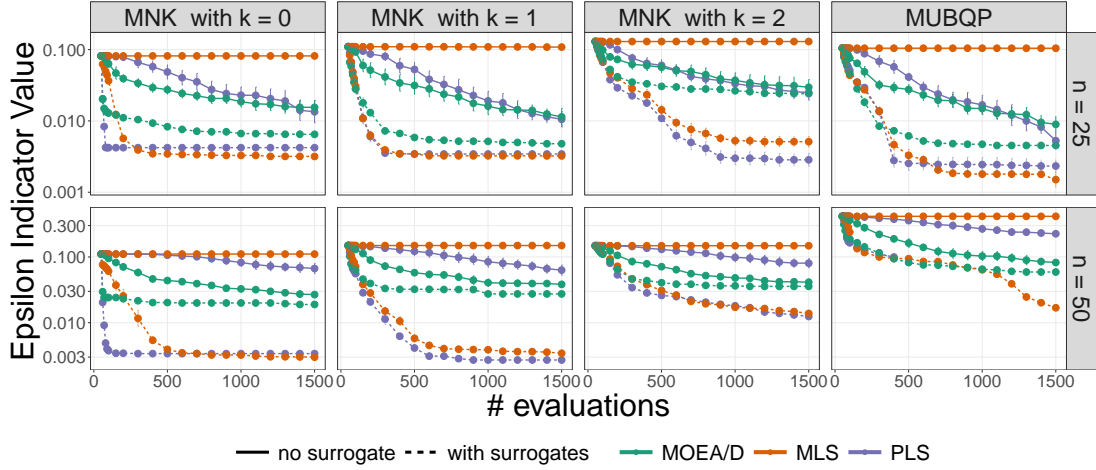 MNK with k = 0
MNK with k = 1
MNK with k = 2
MUBQP
Epsilon Indicator Value
0.100
0.010
0.001
n = 25
0.300
0.100
0.030
0.010
0.003
n = 50
0 500 1000 1500
0 500 1000 1500
0 500 1000 1500
0 500 1000 1500
# evaluations
no surrogate with surrogates MOEA/D MLS PLS